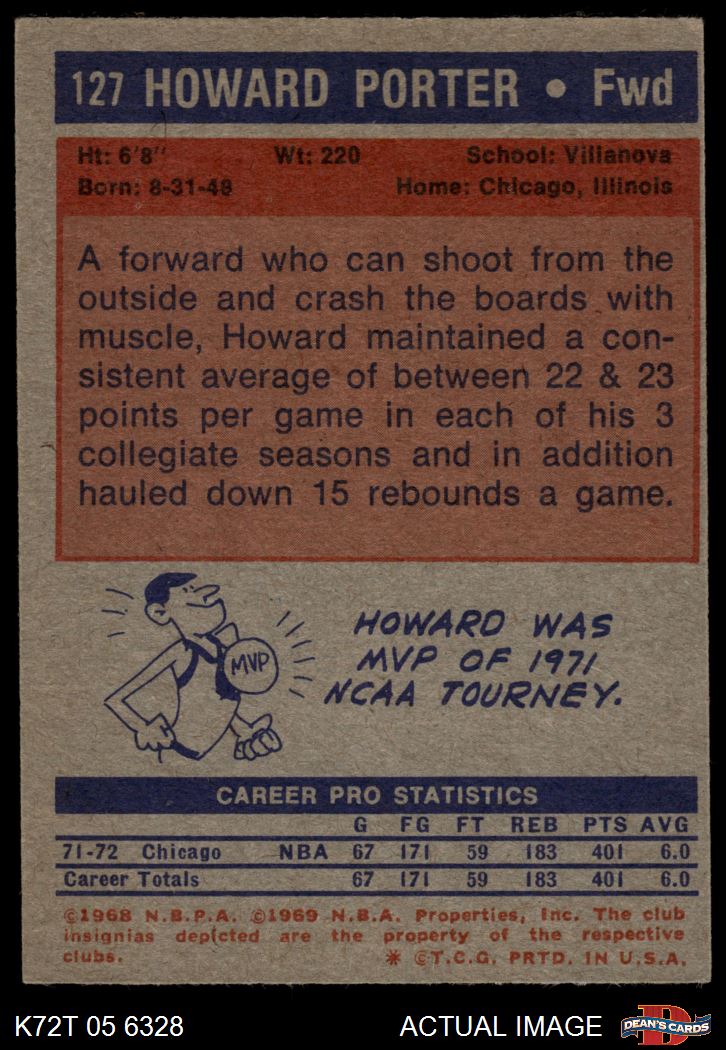 127 HOWARD PORTER • Fwd
Ht: 6'8" Wt: 220 School: Villanova
Born: 8-31-48 Home: Chicago, Illinois
A forward who can shoot from the
outside and crash the boards with
muscle, Howard maintained a con-
sistent average of between 22 & 23
points per game in each of his 3
collegiate seasons and in addition
hauled down 15 rebounds a game.
MVP
HOWARD WAS
MVP OF 1971
NCAA TOURNEY.
CAREER PRO STATISTICS
G FG FT REB PTS AVG
71-72 Chicago NBA 67 171 59 183 401 6.0
Career Totals 67 171 59 183 401 6.0
©1968 N.B.P.A. ©1969 N.B.A. Properties, Inc. The club
insignias depicted are the property of the respective
clubs. * ©T.C.G. PRTD. IN U.S.A.
K72T 05 6328 ACTUAL IMAGE
D
DEAN'S CARDS